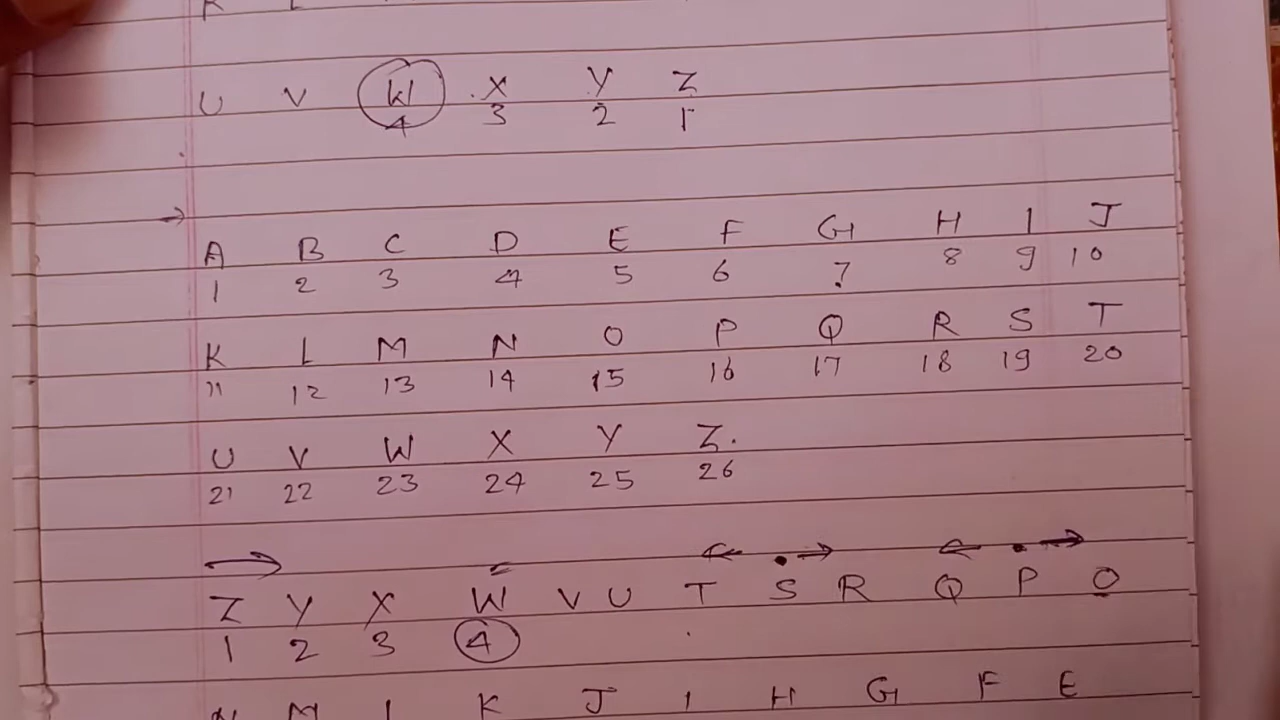 K L
U V W X Y Z
4 3 2 1
→
A B C D E F G H I J
1 2 3 4 5 6 7 8 9 10
K L M N O P Q R S T
11 12 13 14 15 16 17 18 19 20
U V W X Y Z.
21 22 23 24 25 26
Z Y X W V U T S R Q P O
1 2 3 4
N M L K J I H G F E